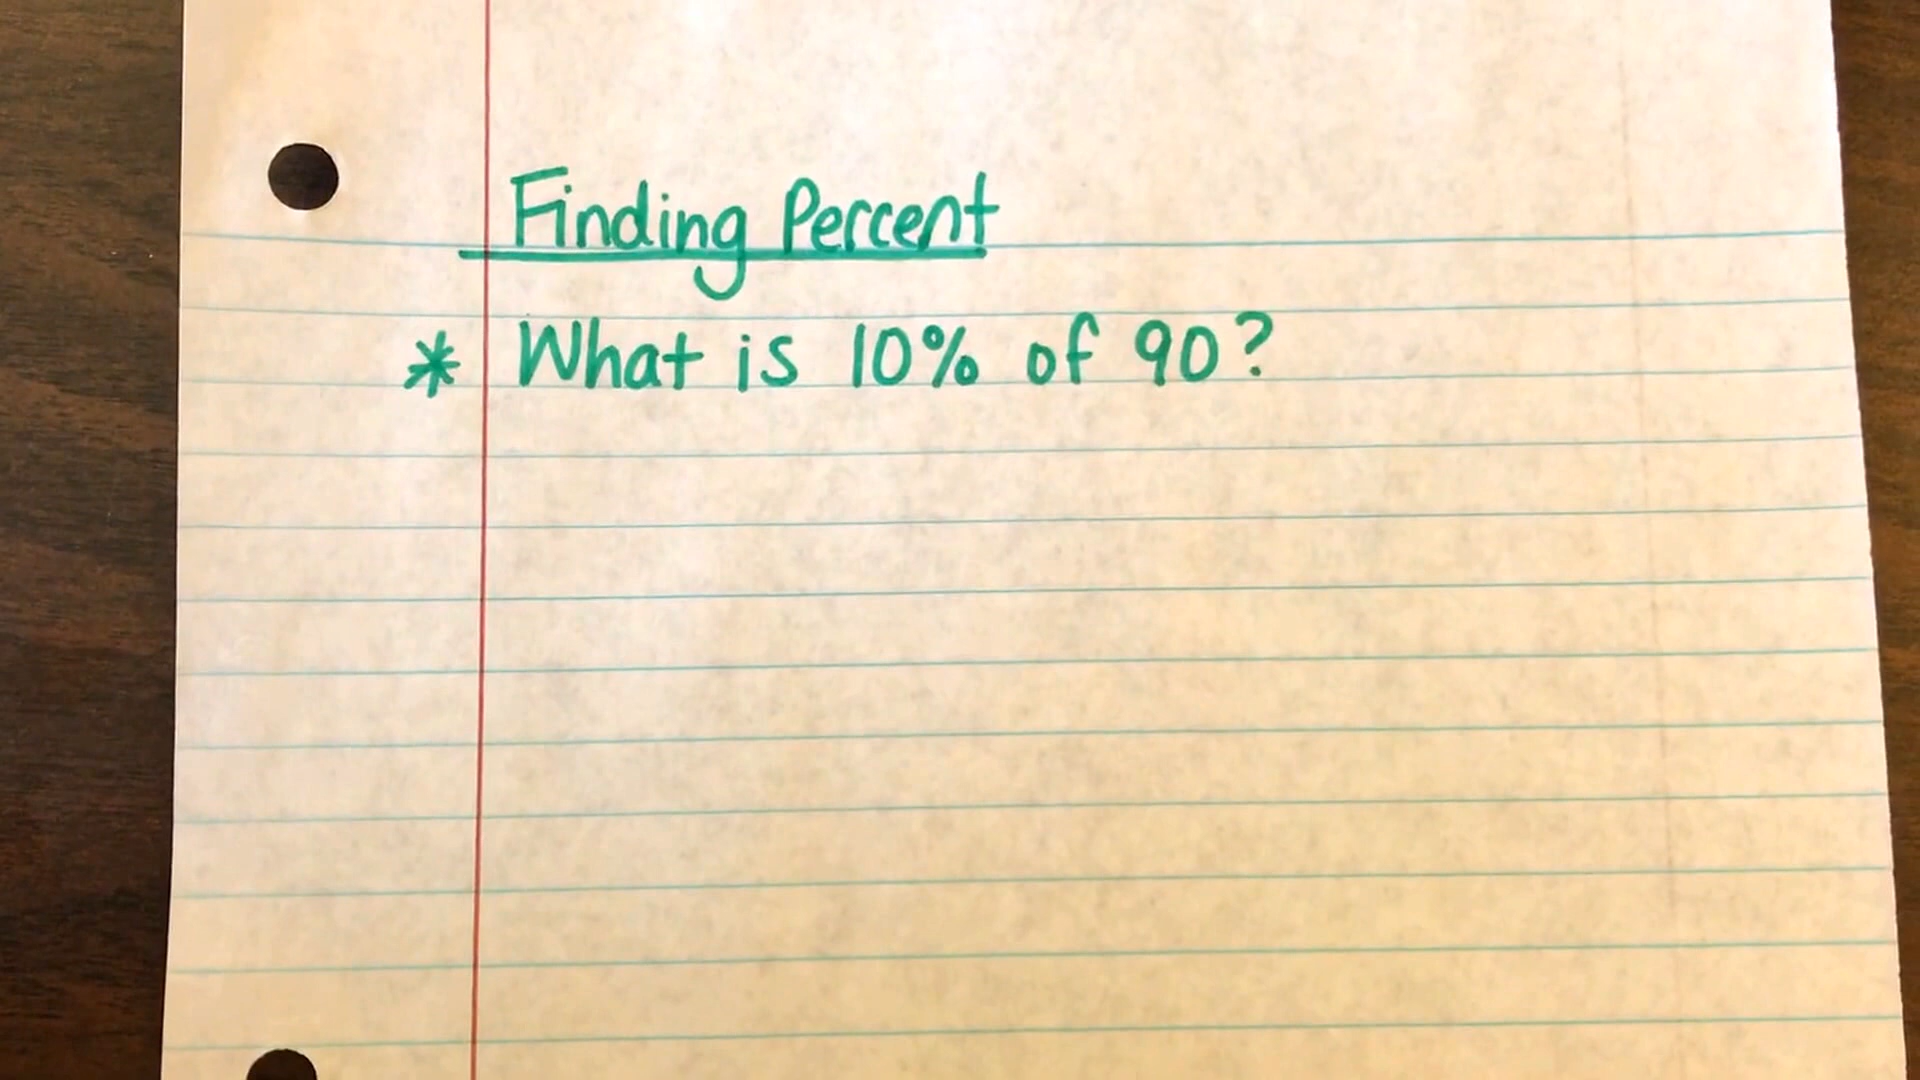 Finding Percent
* What is 10% of 90?